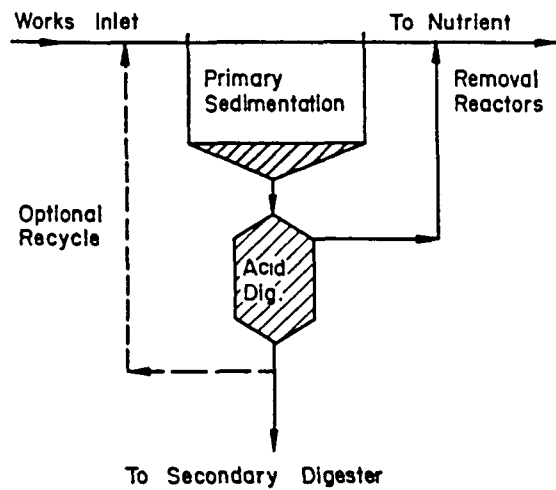 Works Inlet
To Nutrient
Primary
Sedimentation
Removal
Reactors
Optional
Recycle
Acid
Dig.
To Secondary Digester